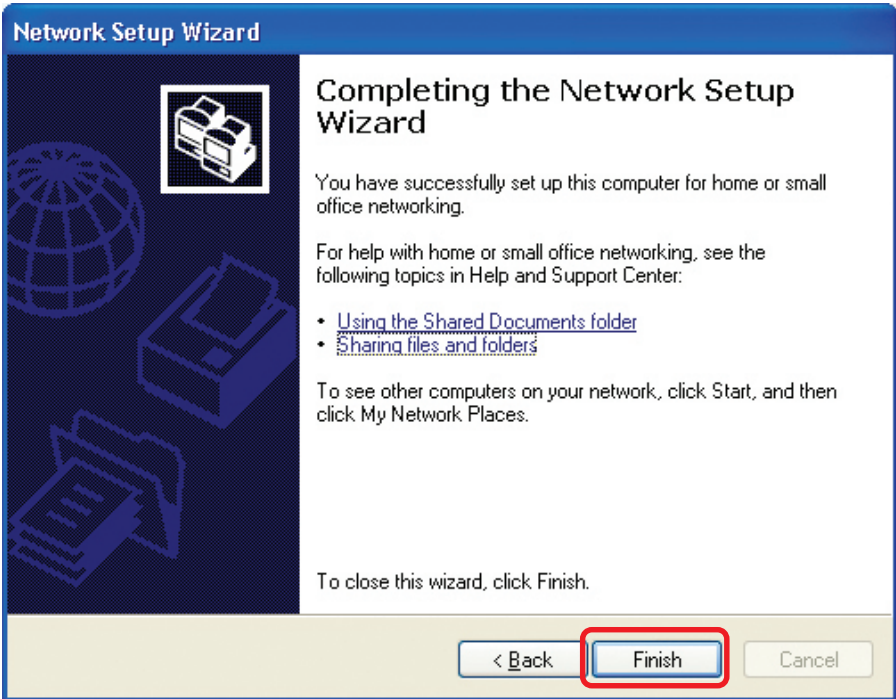 Network Setup Wizard
Completing the Network Setup
Wizard
You have successfully set up this computer for home or small
office networking.
For help with home or small office networking, see the
following topics in Help and Support Center:
• Using the Shared Documents folder
• Sharing files and folders
To see other computers on your network, click Start, and then
click My Network Places.
To close this wizard, click Finish.
< Back Finish Cancel